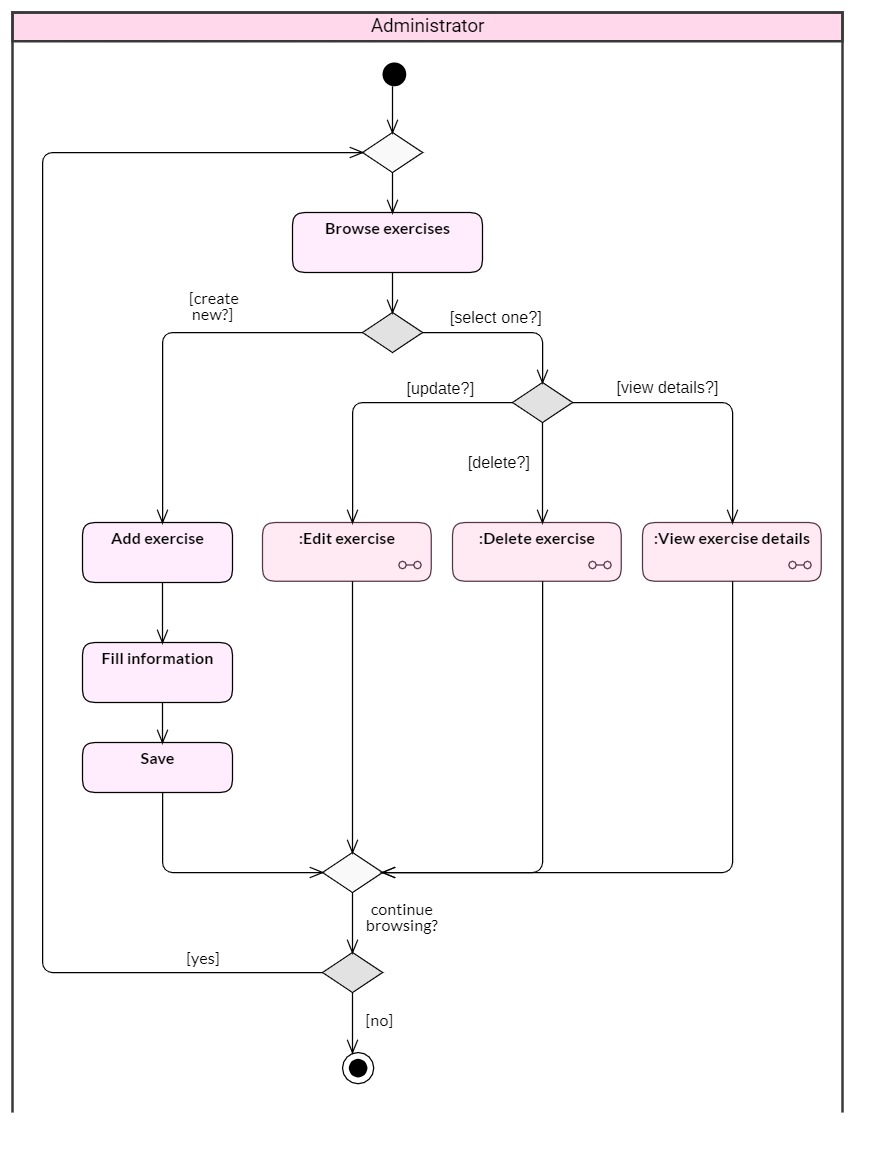 Administrator
Browse exercises
[create
new?]
[select one?]
[update?]
[view details?]
[delete?]
Add exercise
:Edit exercise
:Delete exercise
:View exercise details
Fill information
Save
continue
browsing?
[yes]
[no]